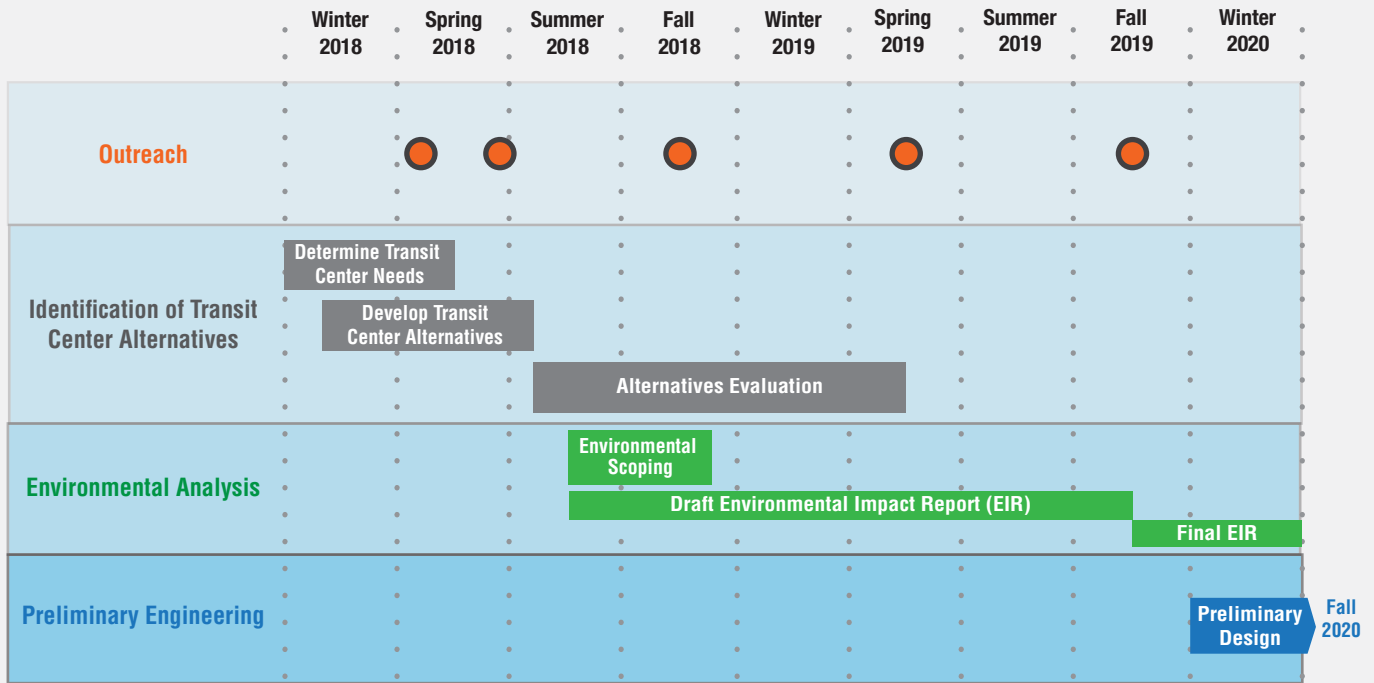 Winter
2018
Spring
2018
Summer
2018
Fall
2018
Winter
2019
Spring
2019
Summer
2019
Fall
2019
Winter
2020
Outreach
Identification of Transit
Center Alternatives
Determine Transit
Center Needs
Develop Transit
Center Alternatives
Alternatives Evaluation
Environmental Analysis
Environmental
Scoping
Draft Environmental Impact Report (EIR)
Final EIR
Preliminary Engineering
Preliminary
Design
Fall
2020